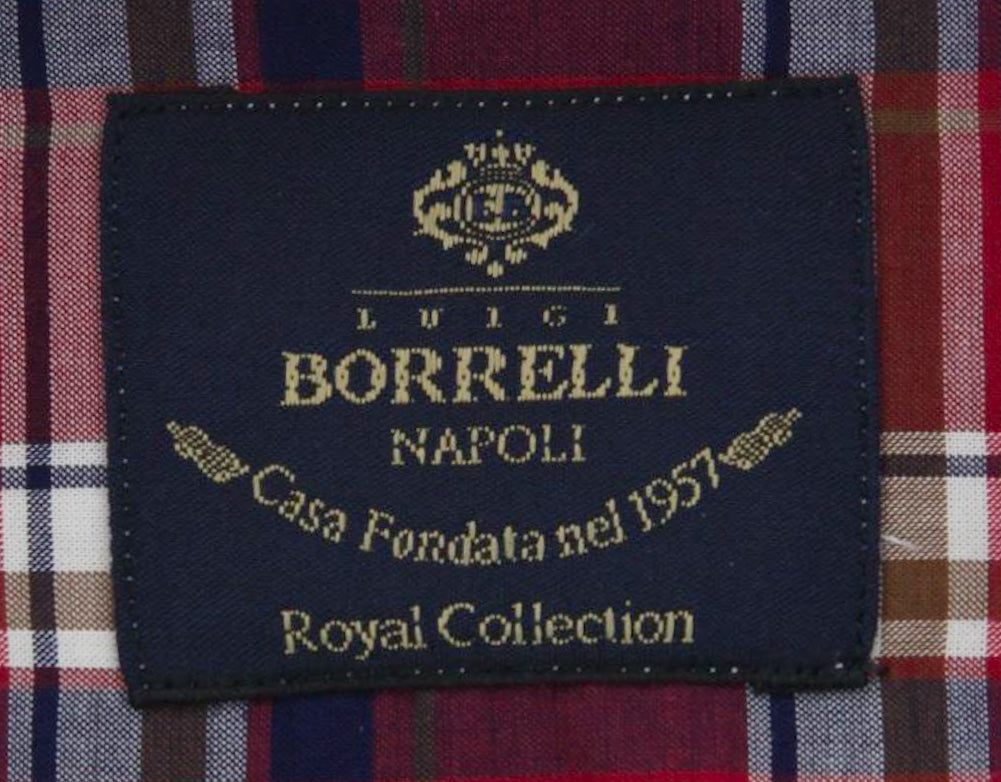 LUIGI
BORRELLI
NAPOLI
Casa Fondata nel 1957
Royal Collection